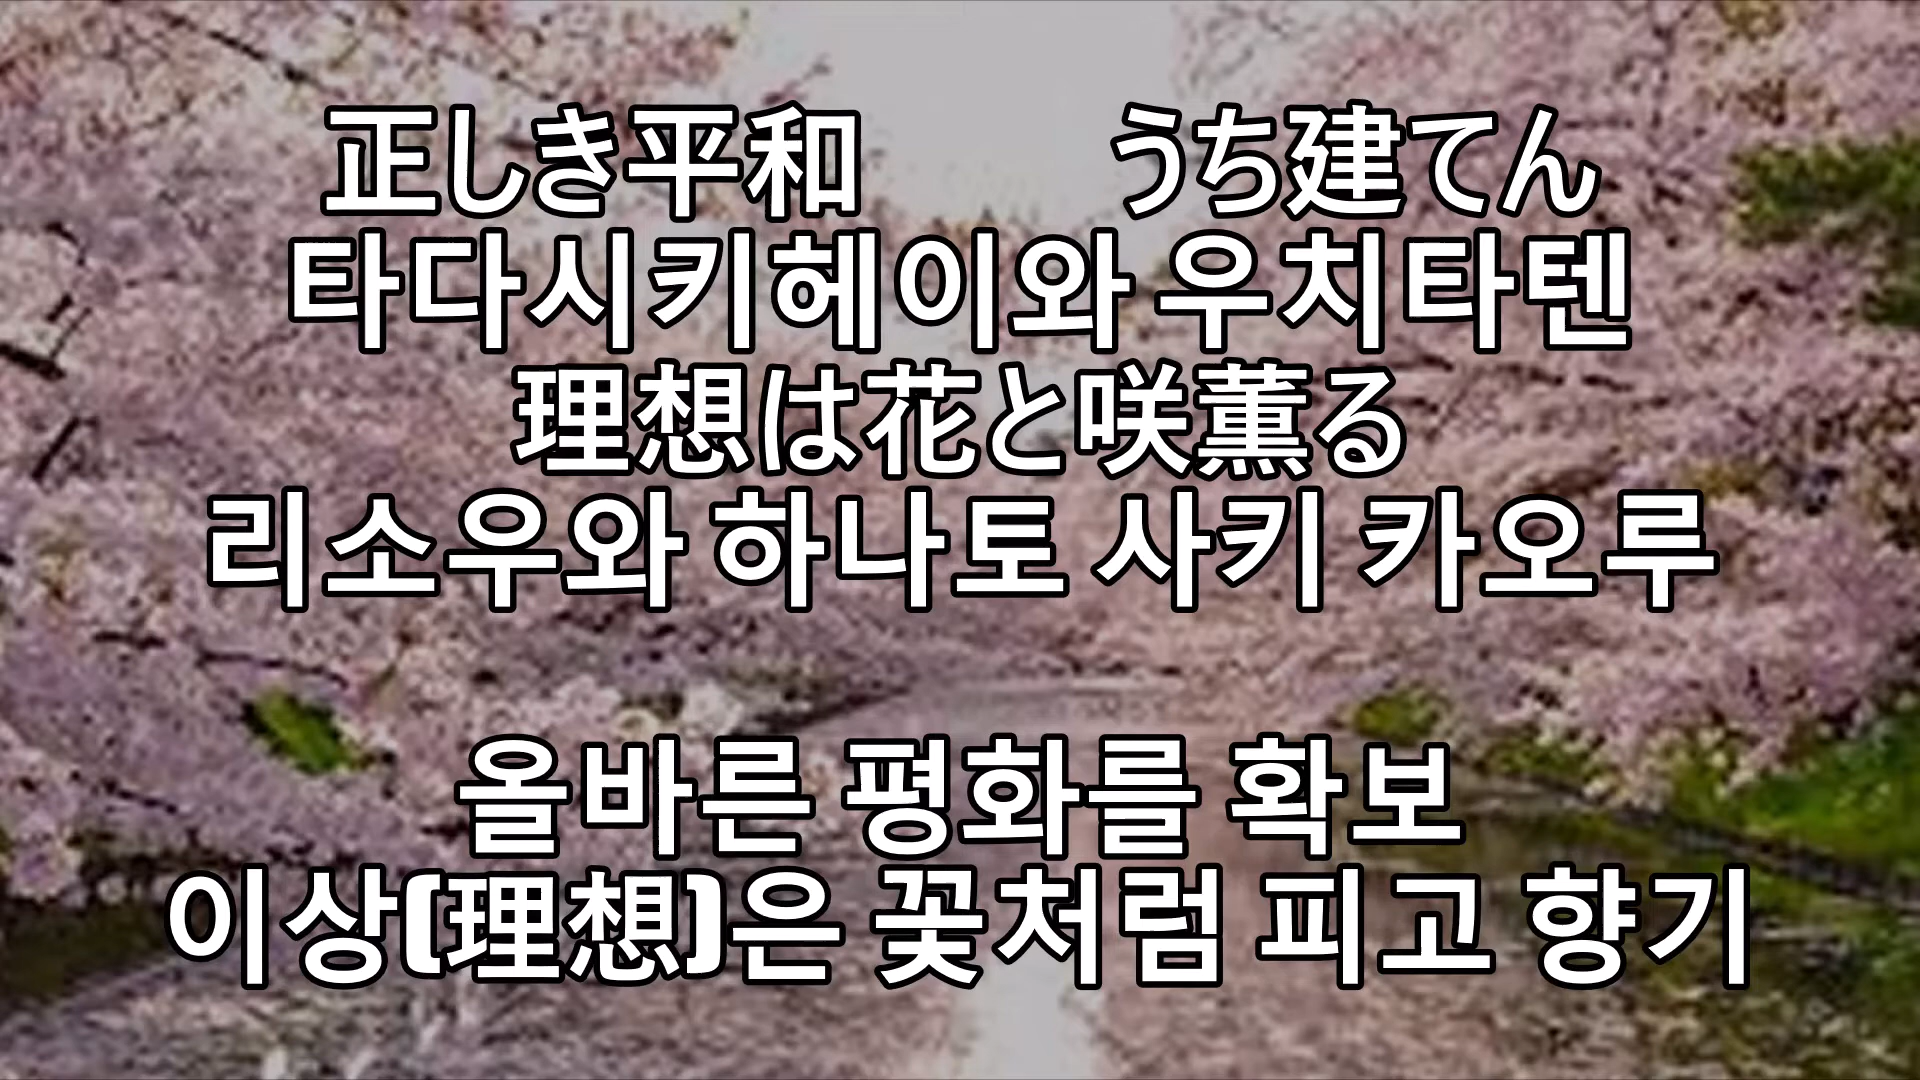 正しき平和 うち建てん
타다시키헤이와 우치타텐
理想は花と咲薫る
리소우와 하나토 사키 카오루
올바른 평화를 확보
이상(理想)은 꽃처럼 피고 향기